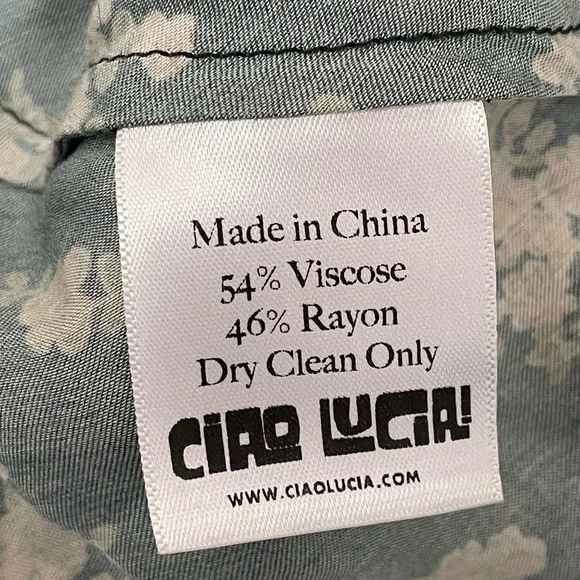 Made in China
54% Viscose
46% Rayon
Dry Clean Only
CIAO LUCIA!
WWW.CIAOLUCIA.COM